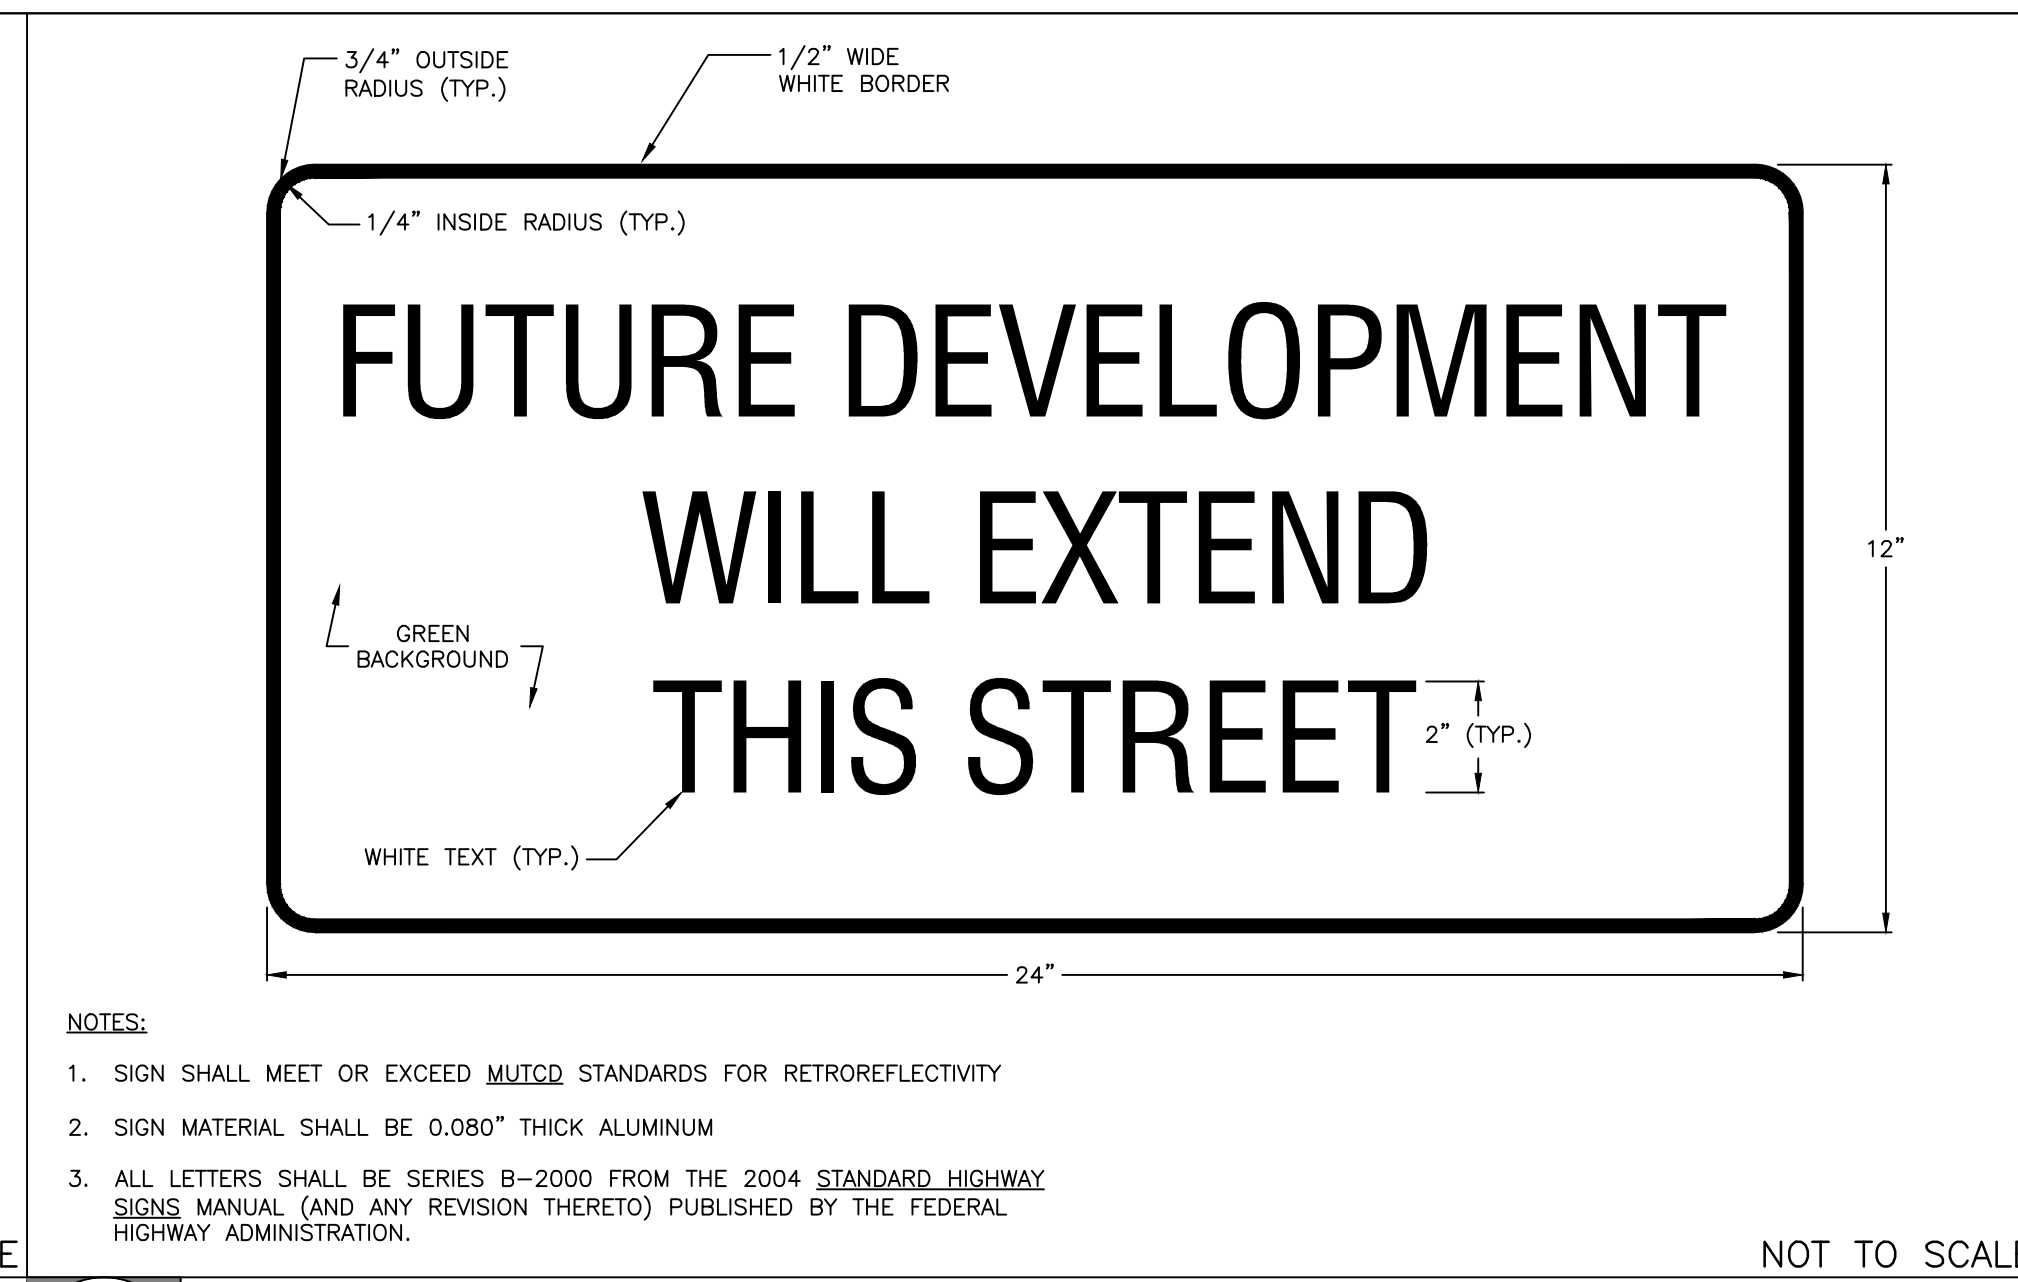 3/4” OUTSIDE
RADIUS (TYP.)
1/2” WIDE
WHITE BORDER
1/4” INSIDE RADIUS (TYP.)
FUTURE DEVELOPMENT
WILL EXTEND
12”
GREEN
BACKGROUND
THIS STREET
2” (TYP.)
WHITE TEXT (TYP.)
24”
NOTES:
1. SIGN SHALL MEET OR EXCEED MUTCD STANDARDS FOR RETROREFLECTIVITY
2. SIGN MATERIAL SHALL BE 0.080” THICK ALUMINUM
3. ALL LETTERS SHALL BE SERIES B-2000 FROM THE 2004 STANDARD HIGHWAY
SIGNS MANUAL (AND ANY REVISION THERETO) PUBLISHED BY THE FEDERAL
HIGHWAY ADMINISTRATION.
E
NOT TO SCALE